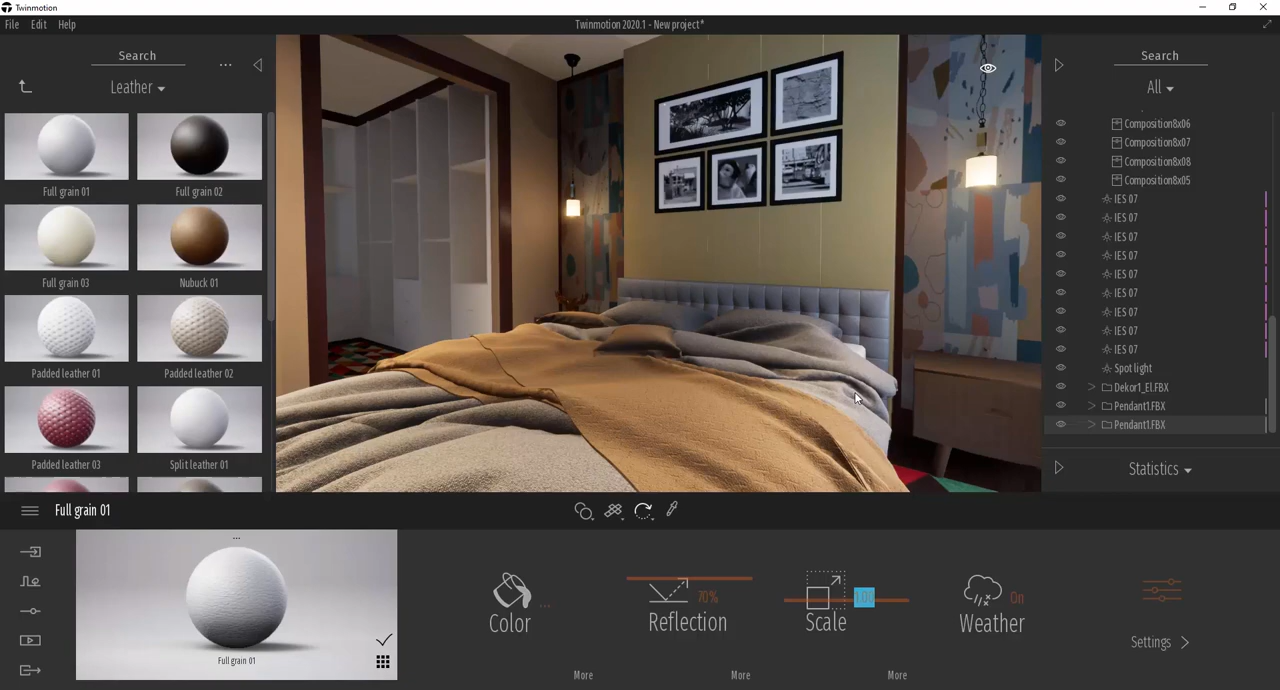 Twinmotion
File Edit Help
Twinmotion 2020.1 - New project*
Search
...
Leather
Full grain 01
Full grain 02
Full grain 03
Nubuck 01
Padded leather 01
Padded leather 02
Padded leather 03
Split leather 01
Search
All
Composition8x06
Composition8x07
Composition8x08
Composition8x05
IES 07
IES 07
IES 07
IES 07
IES 07
IES 07
IES 07
IES 07
IES 07
Spot light
Dekor1_El.FBX
Pendant1.FBX
Pendant1.FBX
Statistics
Full grain 01
...
Full grain 01
Color
...
More
70%
Reflection
More
1.00
Scale
More
On
Weather
Settings